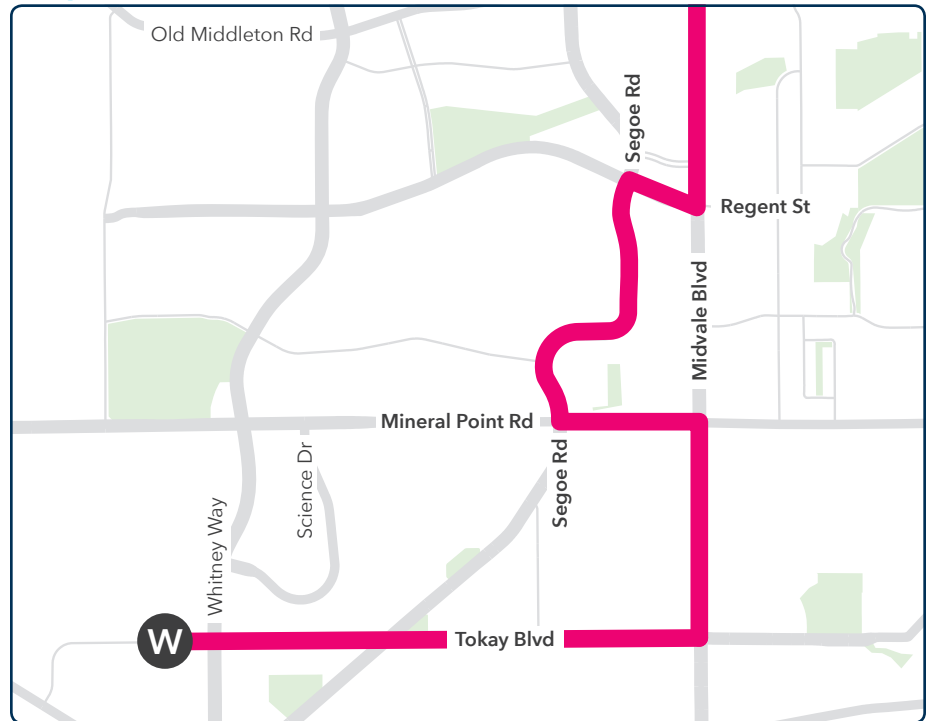 Old Middleton Rd
Segoe Rd
Regent St
Midvale Blvd
Mineral Point Rd
Segoe Rd
Science Dr
Whitney Way
W
Tokay Blvd